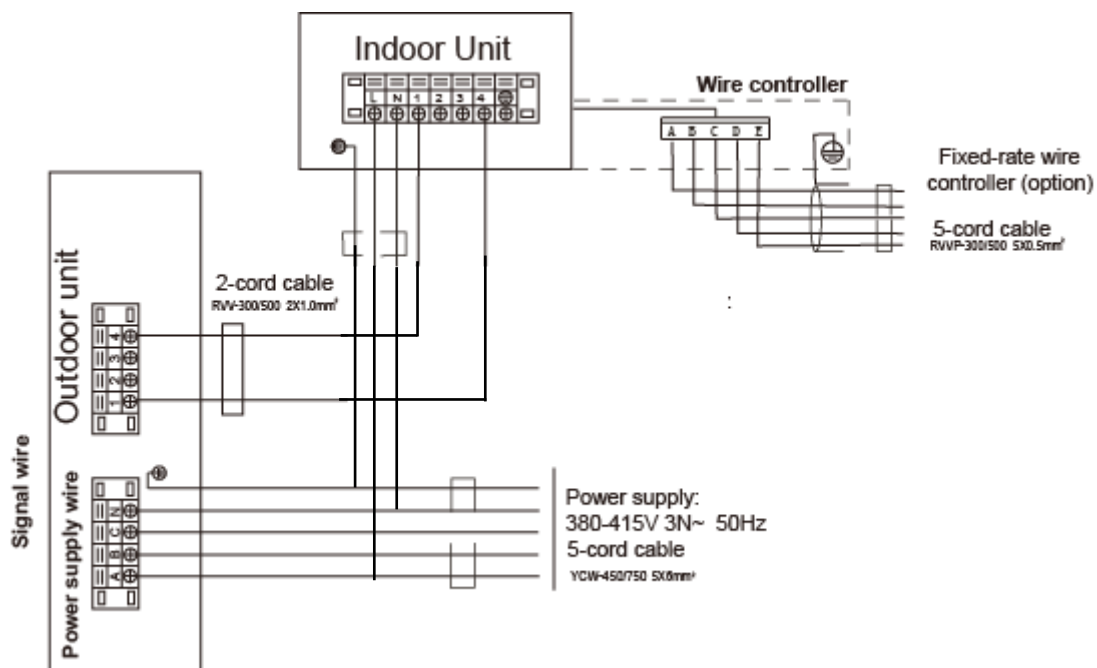 Indoor Unit
L N 1 2 3 4
Wire controller
A B C D E
Fixed-rate wire
controller (option)
5-cord cable
RVVP-300/500 5X0.5mm²
:
2-cord cable
RVV-300/500 2X1.0mm²
Outdoor unit
4
3
2
1
Signal wire
Power supply wire
N
C
B
A
Power supply:
380-415V 3N~ 50Hz
5-cord cable
YCW-450/750 5X6mm²